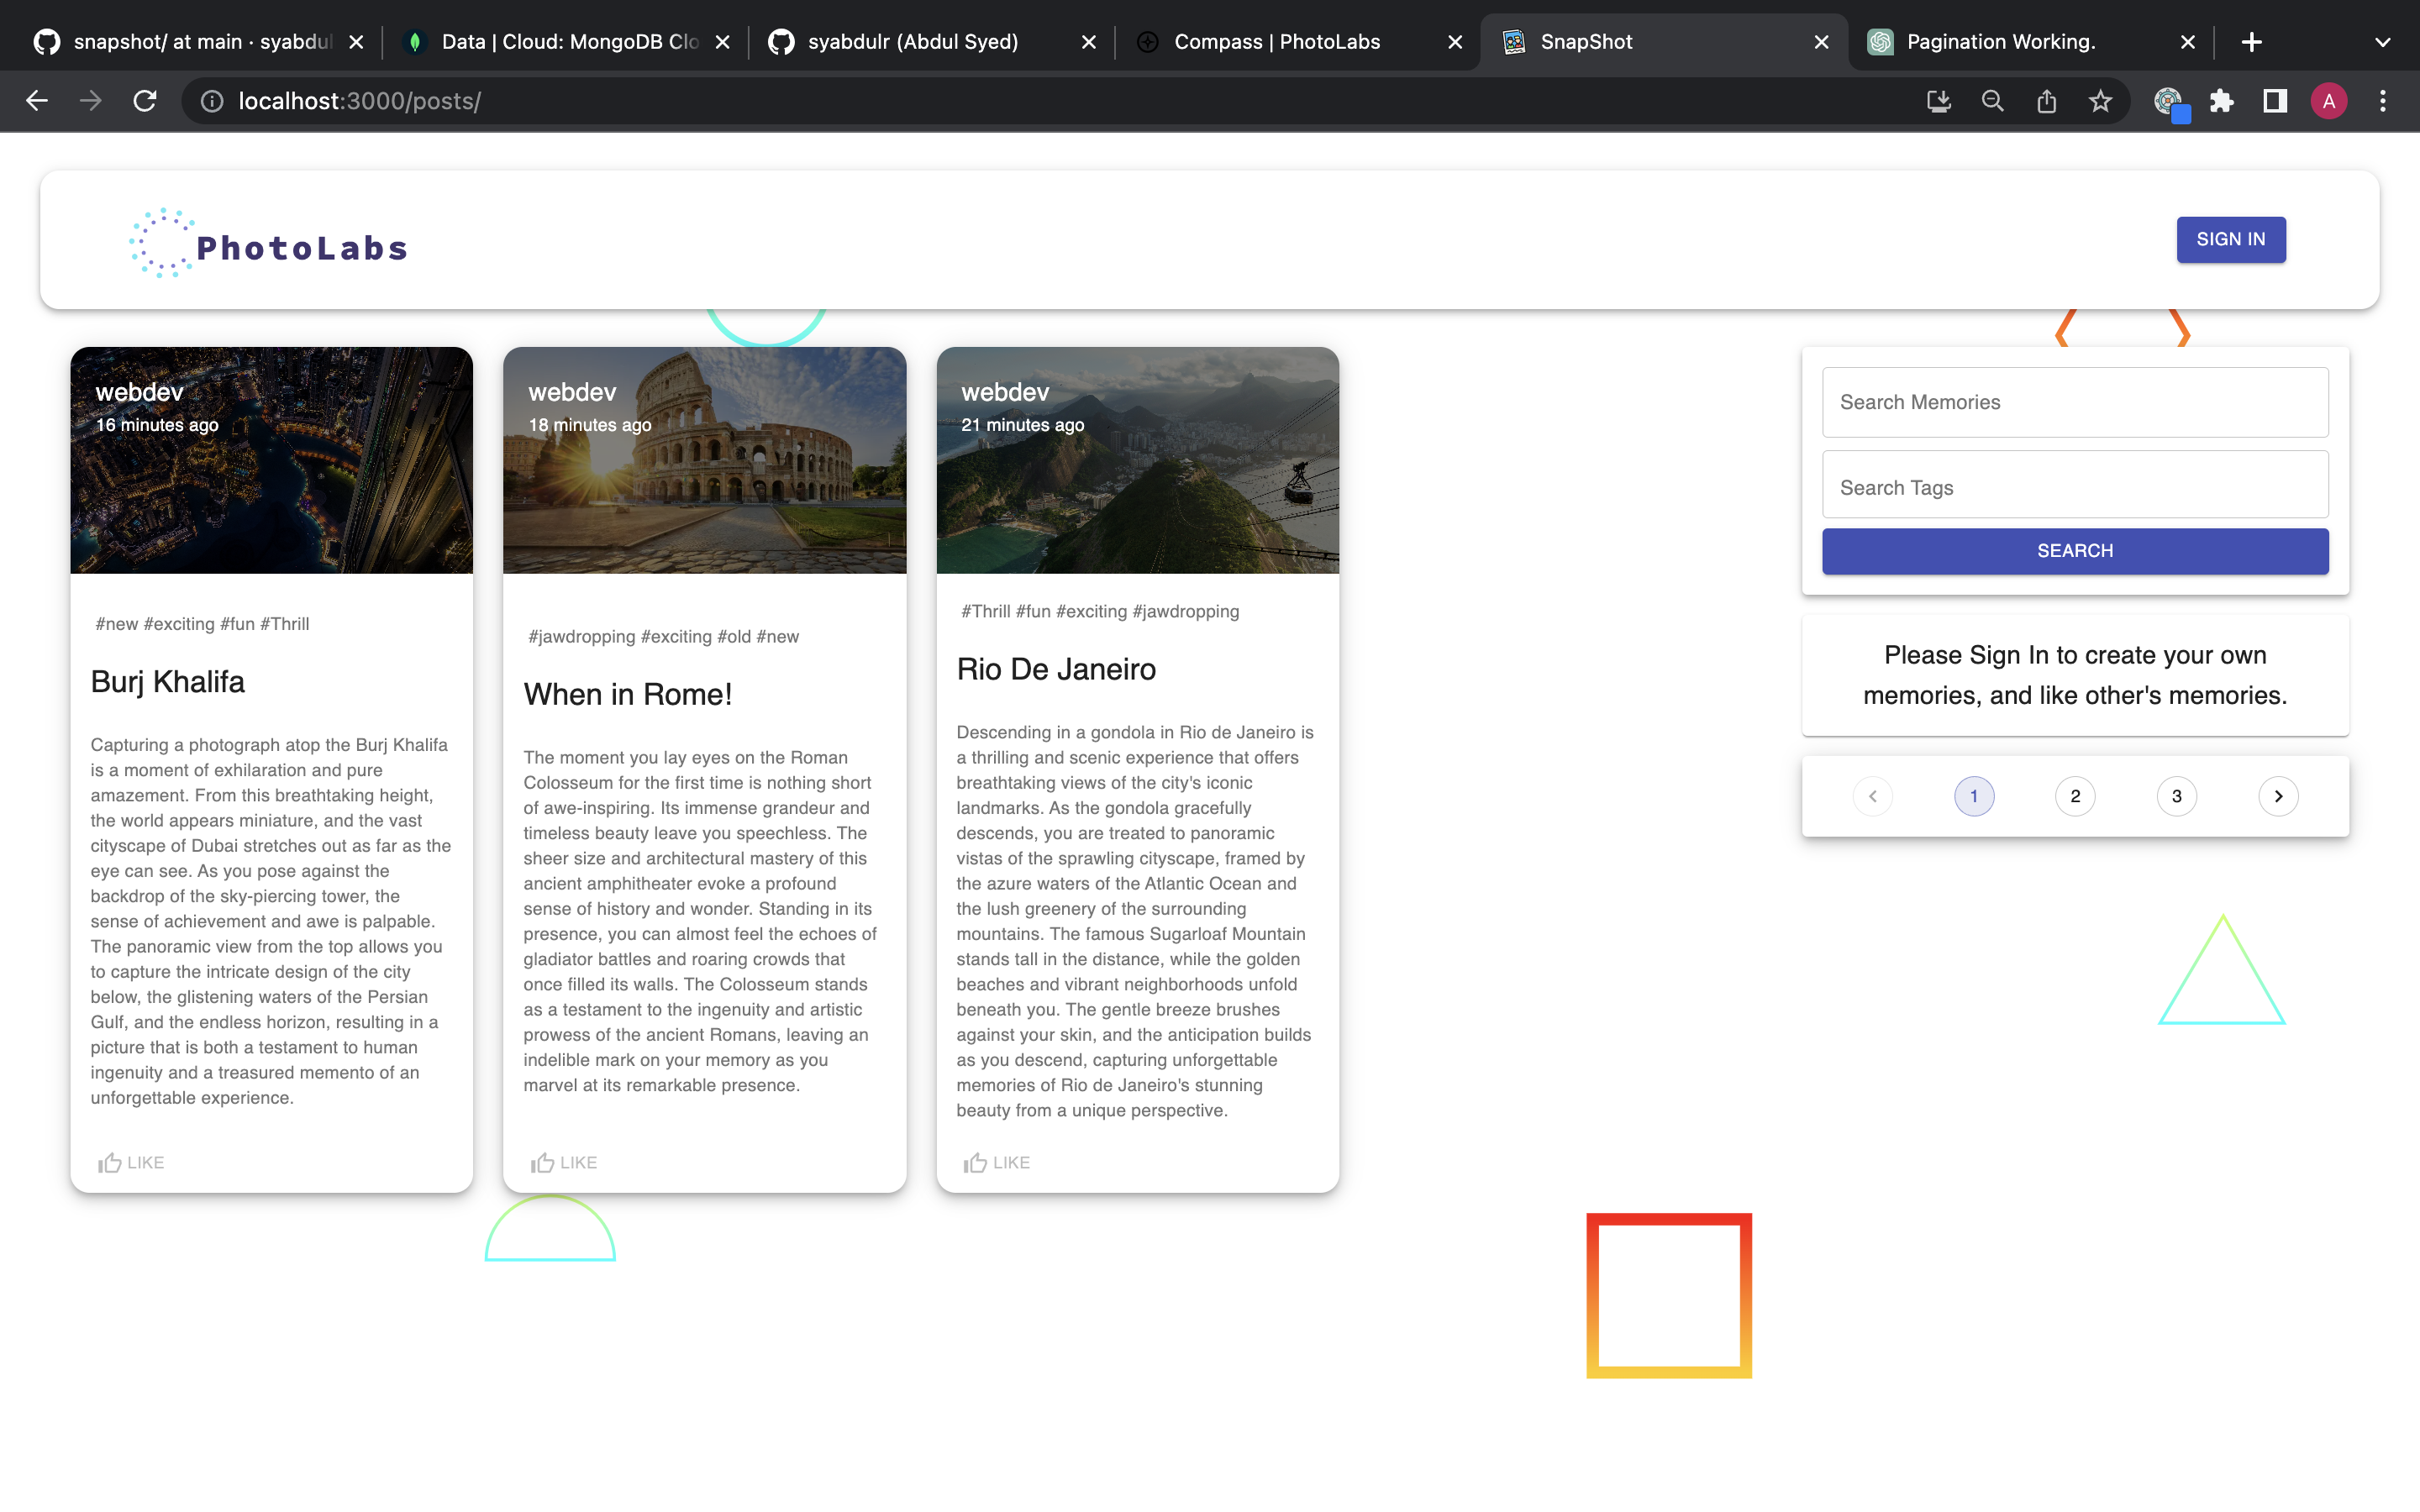 snapshot/ at main · syabdul
Data | Cloud: MongoDB Clo
syabdulr (Abdul Syed)
Compass | PhotoLabs
SnapShot
Pagination Working.
localhost:3000/posts/
A
PhotoLabs
SIGN IN
webdev
16 minutes ago
#new #exciting #fun #Thrill
Burj Khalifa
Capturing a photograph atop the Burj Khalifa
is a moment of exhilaration and pure
amazement. From this breathtaking height,
the world appears miniature, and the vast
cityscape of Dubai stretches out as far as the
eye can see. As you pose against the
backdrop of the sky-piercing tower, the
sense of achievement and awe is palpable.
The panoramic view from the top allows you
to capture the intricate design of the city
below, the glistening waters of the Persian
Gulf, and the endless horizon, resulting in a
picture that is both a testament to human
ingenuity and a treasured memento of an
unforgettable experience.
LIKE
webdev
18 minutes ago
#jawdropping #exciting #old #new
When in Rome!
The moment you lay eyes on the Roman
Colosseum for the first time is nothing short
of awe-inspiring. Its immense grandeur and
timeless beauty leave you speechless. The
sheer size and architectural mastery of this
ancient amphitheater evoke a profound
sense of history and wonder. Standing in its
presence, you can almost feel the echoes of
gladiator battles and roaring crowds that
once filled its walls. The Colosseum stands
as a testament to the ingenuity and artistic
prowess of the ancient Romans, leaving an
indelible mark on your memory as you
marvel at its remarkable presence.
LIKE
webdev
21 minutes ago
#Thrill #fun #exciting #jawdropping
Rio De Janeiro
Descending in a gondola in Rio de Janeiro is
a thrilling and scenic experience that offers
breathtaking views of the city's iconic
landmarks. As the gondola gracefully
descends, you are treated to panoramic
vistas of the sprawling cityscape, framed by
the azure waters of the Atlantic Ocean and
the lush greenery of the surrounding
mountains. The famous Sugarloaf Mountain
stands tall in the distance, while the golden
beaches and vibrant neighborhoods unfold
beneath you. The gentle breeze brushes
against your skin, and the anticipation builds
as you descend, capturing unforgettable
memories of Rio de Janeiro's stunning
beauty from a unique perspective.
LIKE
Search Memories
Search Tags
SEARCH
Please Sign In to create your own
memories, and like other's memories.
1 2 3